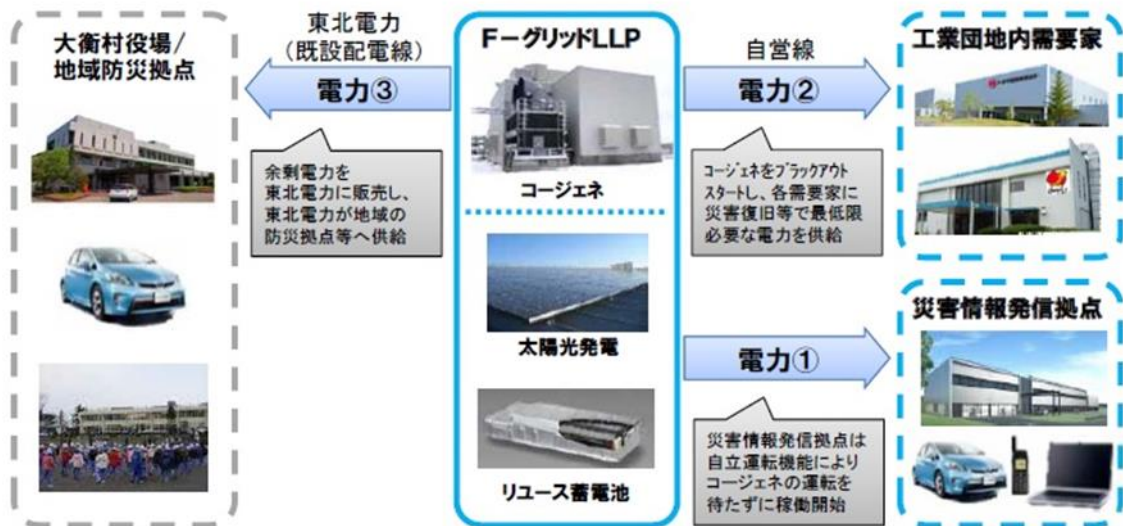 大衡村役場/
地域防災拠点
東北電力
(既設配電線)
電力③
余剰電力を
東北電力に販売し、
東北電力が地域の
防災拠点等へ供給
F-グリッドLLP
コージェネ
太陽光発電
リユース蓄電池
自営線
電力②
コージェネをブラックアウト
スタートし、各需要家に
災害復旧等で最低限
必要な電力を供給
電力①
災害情報発信拠点は
自立運転機能により
コージェネの運転を
待たずに稼働開始
工業団地内需要家
災害情報発信拠点